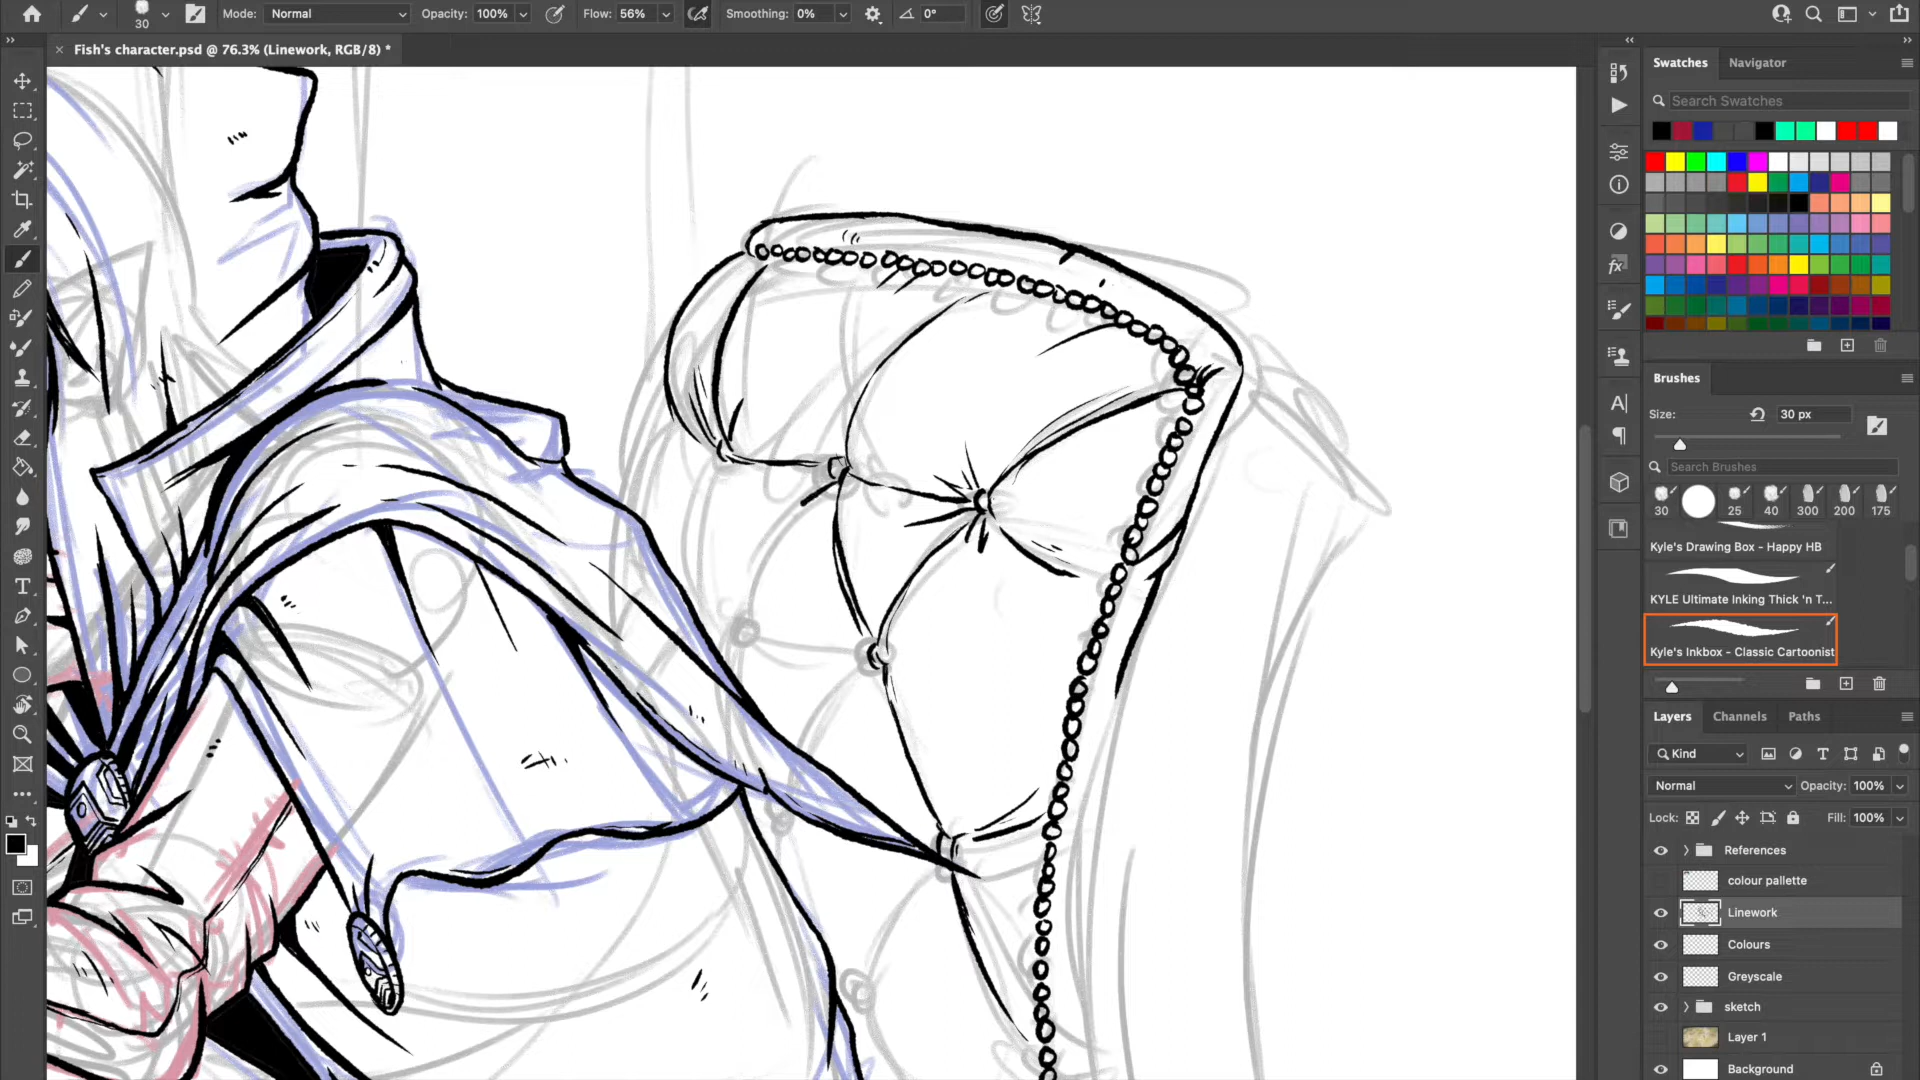 30
Mode: Normal
Opacity: 100%
Flow: 56%
Smoothing: 0%
0°
Fish's character.psd @ 76.3% (Linework, RGB/8) *
Swatches
Navigator
Search Swatches
Brushes
Size:
30 px
Search Brushes
30
25
40
300
200
175
Kyle's Drawing Box - Happy HB
KYLE Ultimate Inking Thick 'n T...
Kyle's Inkbox - Classic Cartoonist
Layers
Channels
Paths
Kind
Normal
Opacity: 100%
Lock:
Fill: 100%
References
colour pallette
Linework
Colours
Greyscale
sketch
Layer 1
Background